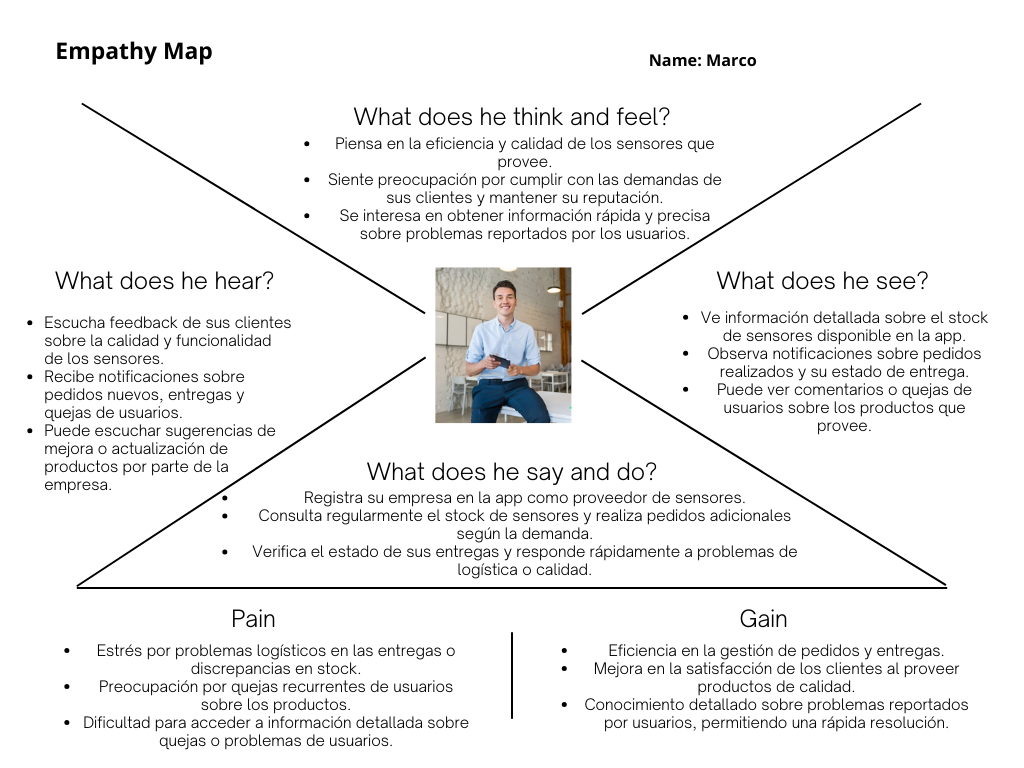 Empathy Map
Name: Marco
What does he think and feel?
• Piensa en la eficiencia y calidad de los sensores que
provee.
• Siente preocupación por cumplir con las demandas de
sus clientes y mantener su reputación.
• Se interesa en obtener información rápida y precisa
sobre problemas reportados por los usuarios.
What does he hear?
• Escucha feedback de sus clientes
sobre la calidad y funcionalidad
de los sensores.
• Recibe notificaciones sobre
pedidos nuevos, entregas y
quejas de usuarios.
• Puede escuchar sugerencias de
mejora o actualización de
productos por parte de la
empresa.
What does he see?
• Ve información detallada sobre el stock
de sensores disponible en la app.
• Observa notificaciones sobre pedidos
realizados y su estado de entrega.
• Puede ver comentarios o quejas de
usuarios sobre los productos que
provee.
What does he say and do?
• Registra su empresa en la app como proveedor de sensores.
• Consulta regularmente el stock de sensores y realiza pedidos adicionales
según la demanda.
• Verifica el estado de sus entregas y responde rápidamente a problemas de
logística o calidad.
Pain
• Estrés por problemas logísticos en las entregas o
discrepancias en stock.
• Preocupación por quejas recurrentes de usuarios
sobre los productos.
• Dificultad para acceder a información detallada sobre
quejas o problemas de usuarios.
Gain
• Eficiencia en la gestión de pedidos y entregas.
• Mejora en la satisfacción de los clientes al proveer
productos de calidad.
• Conocimiento detallado sobre problemas reportados
por usuarios, permitiendo una rápida resolución.